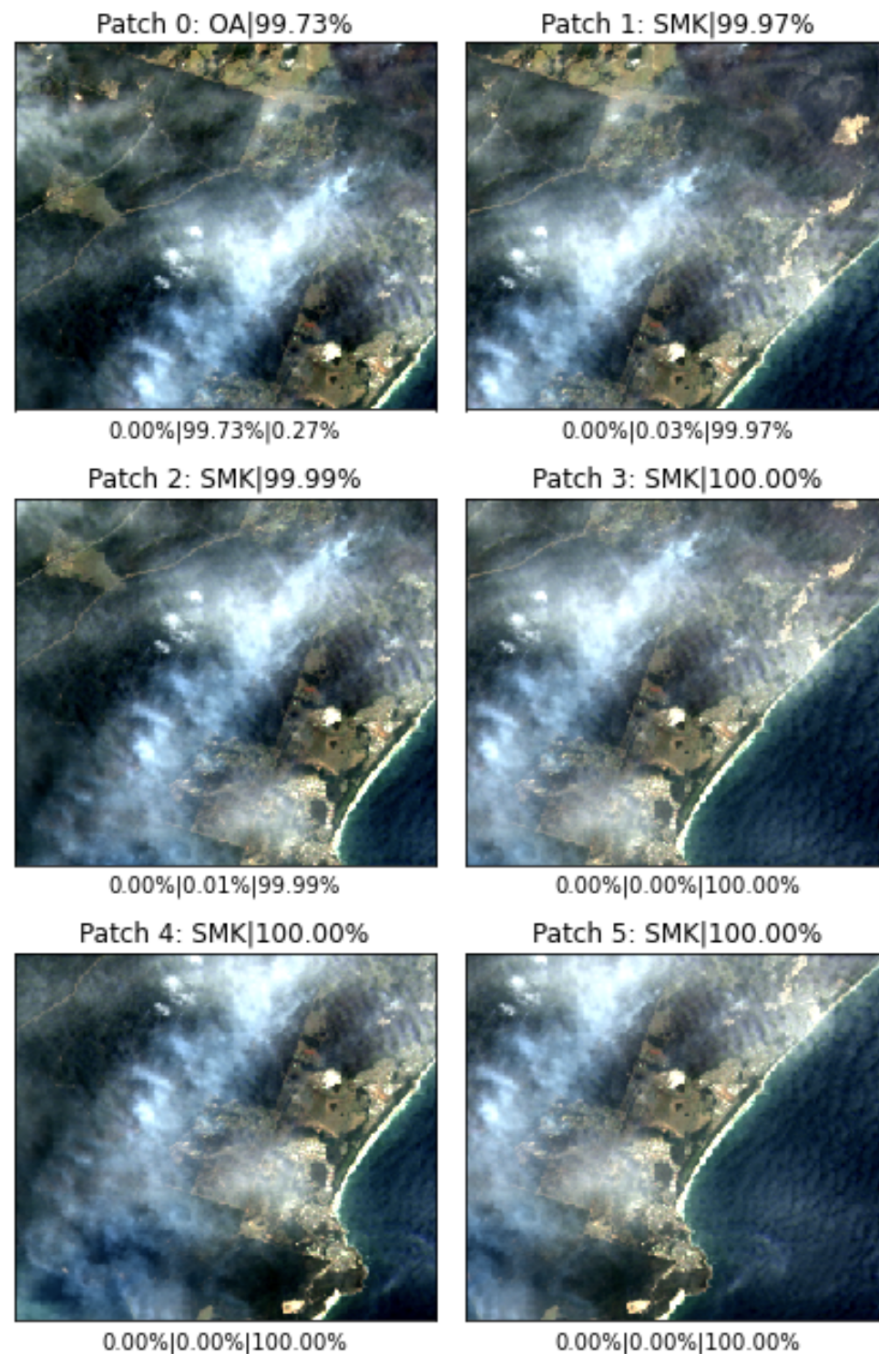 Patch 0: OA|99.73%
Patch 1: SMK|99.97%
0.00%|99.73%|0.27%
0.00%|0.03%|99.97%
Patch 2: SMK|99.99%
Patch 3: SMK|100.00%
0.00%|0.01%|99.99%
0.00%|0.00%|100.00%
Patch 4: SMK|100.00%
Patch 5: SMK|100.00%
0.00%|0.00%|100.00%
0.00%|0.00%|100.00%